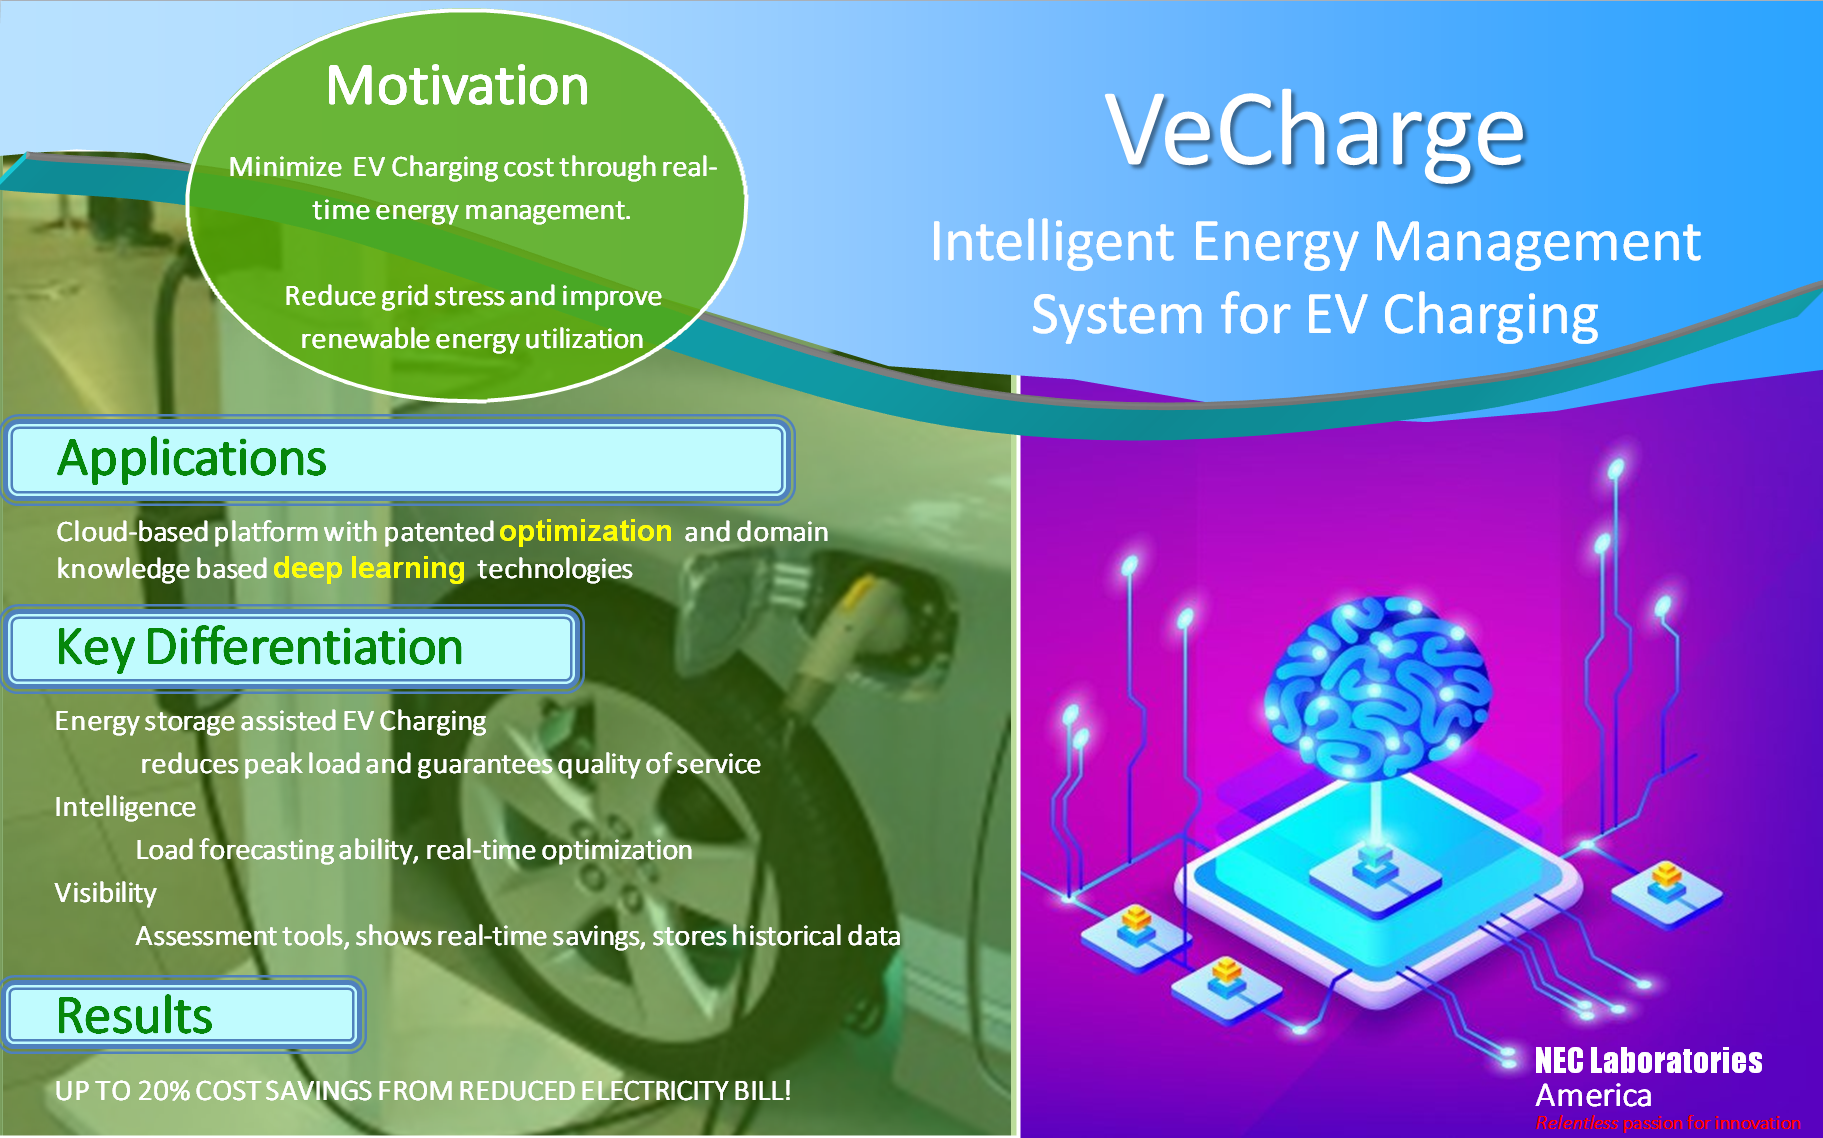 Motivation
Minimize EV Charging cost through real-
time energy management.
Reduce grid stress and improve
renewable energy utilization
VeCharge
Intelligent Energy Management
System for EV Charging
Applications
Cloud-based platform with patented optimization and domain
knowledge based deep learning technologies
Key Differentiation
Energy storage assisted EV Charging
reduces peak load and guarantees quality of service
Intelligence
Load forecasting ability, real-time optimization
Visibility
Assessment tools, shows real-time savings, stores historical data
Results
UP TO 20% COST SAVINGS FROM REDUCED ELECTRICITY BILL!
NEC Laboratories
America
Relentless passion for innovation